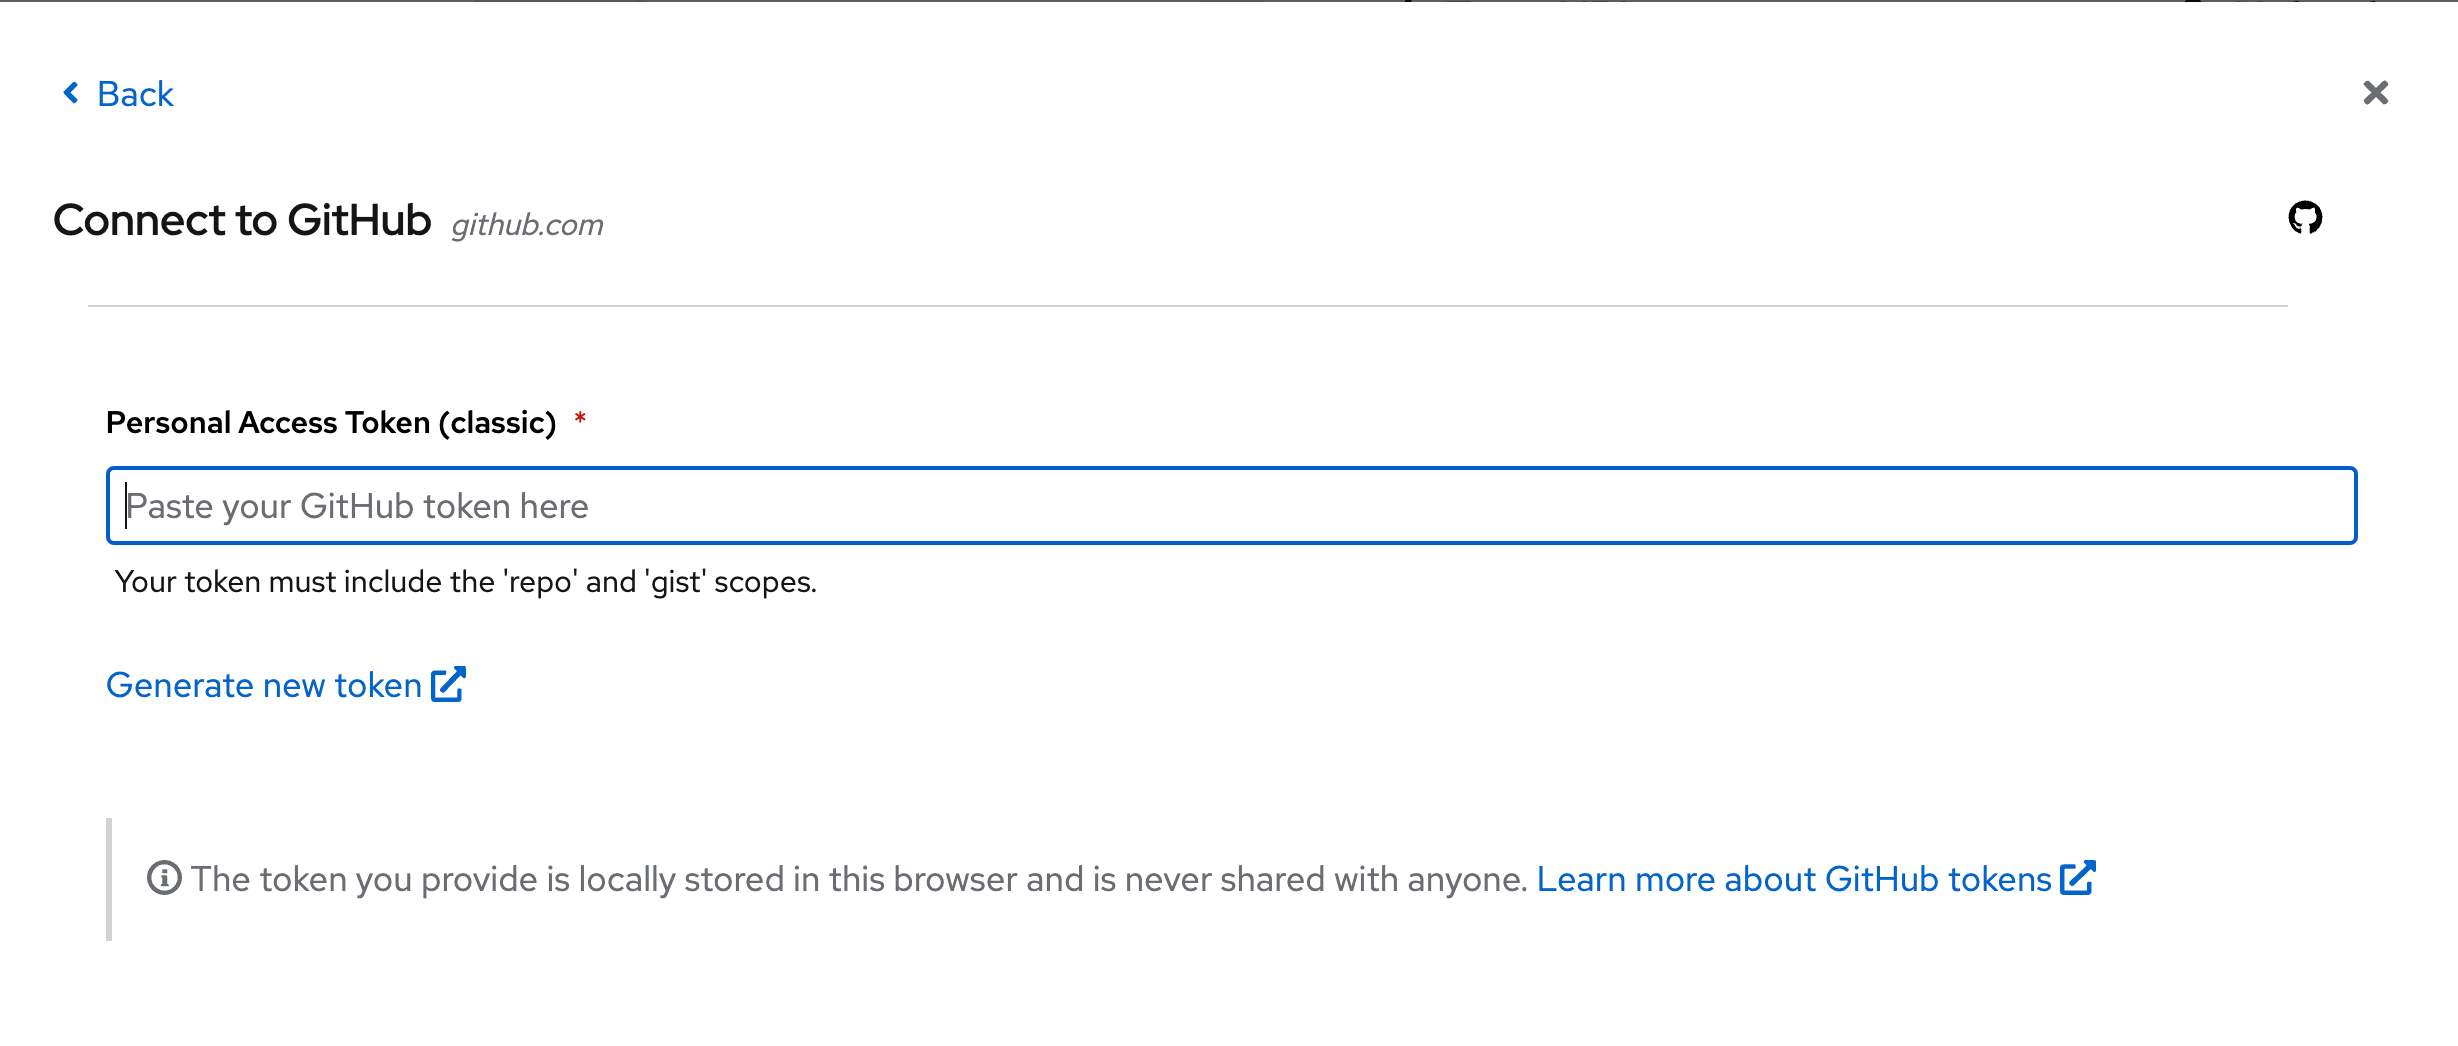 Back
Connect to GitHub github.com
Personal Access Token (classic) *
Paste your GitHub token here
Your token must include the 'repo' and 'gist' scopes.
Generate new token
The token you provide is locally stored in this browser and is never shared with anyone. Learn more about GitHub tokens